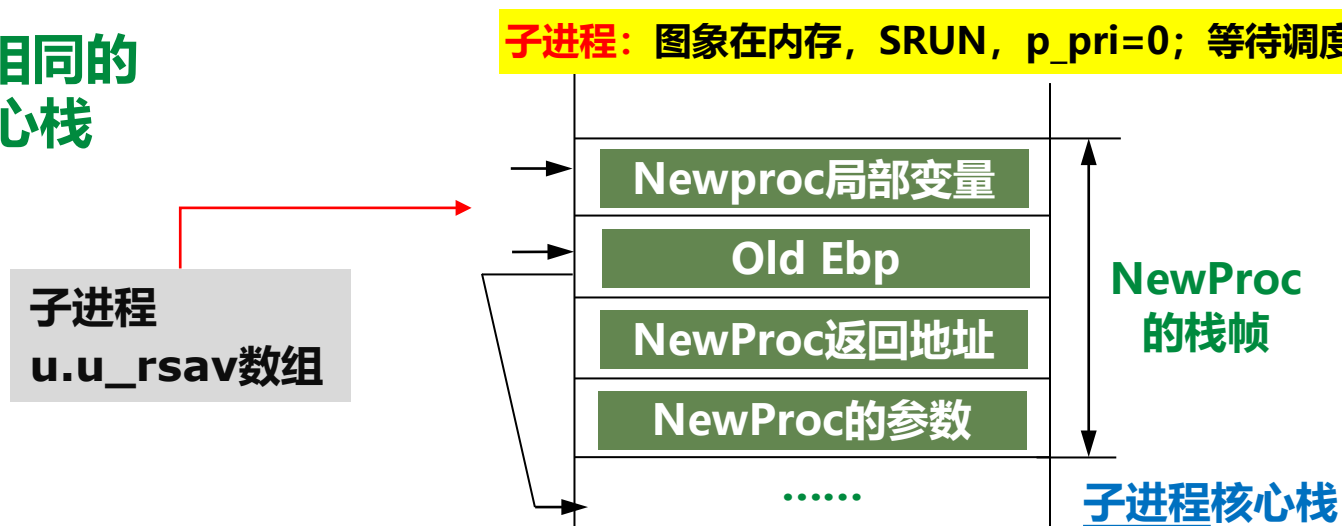 子进程：图象在内存，SRUN，p_pri=0；等待调度
相同的
心栈
Newproc局部变量
Old Ebp
NewProc返回地址
NewProc的参数
……
NewProc
的栈帧
子进程
u.u_rsav数组
子进程核心栈